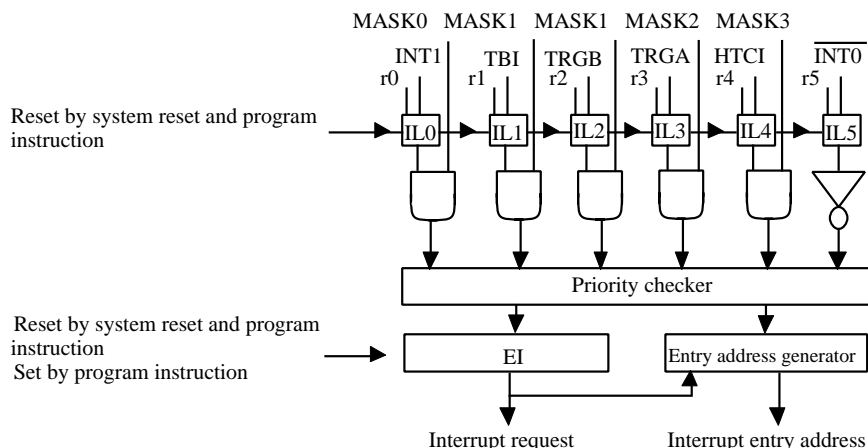 MASK0 MASK1 MASK1 MASK2 MASK3
INT1 TBI TRGB TRGA HTCI INT0
r0 r1 r2 r3 r4 r5
Reset by system reset and program
instruction
IL0 IL1 IL2 IL3 IL4 IL5
Priority checker
Reset by system reset and program
instruction
Set by program instruction
EI
Entry address generator
Interrupt request
Interrupt entry address